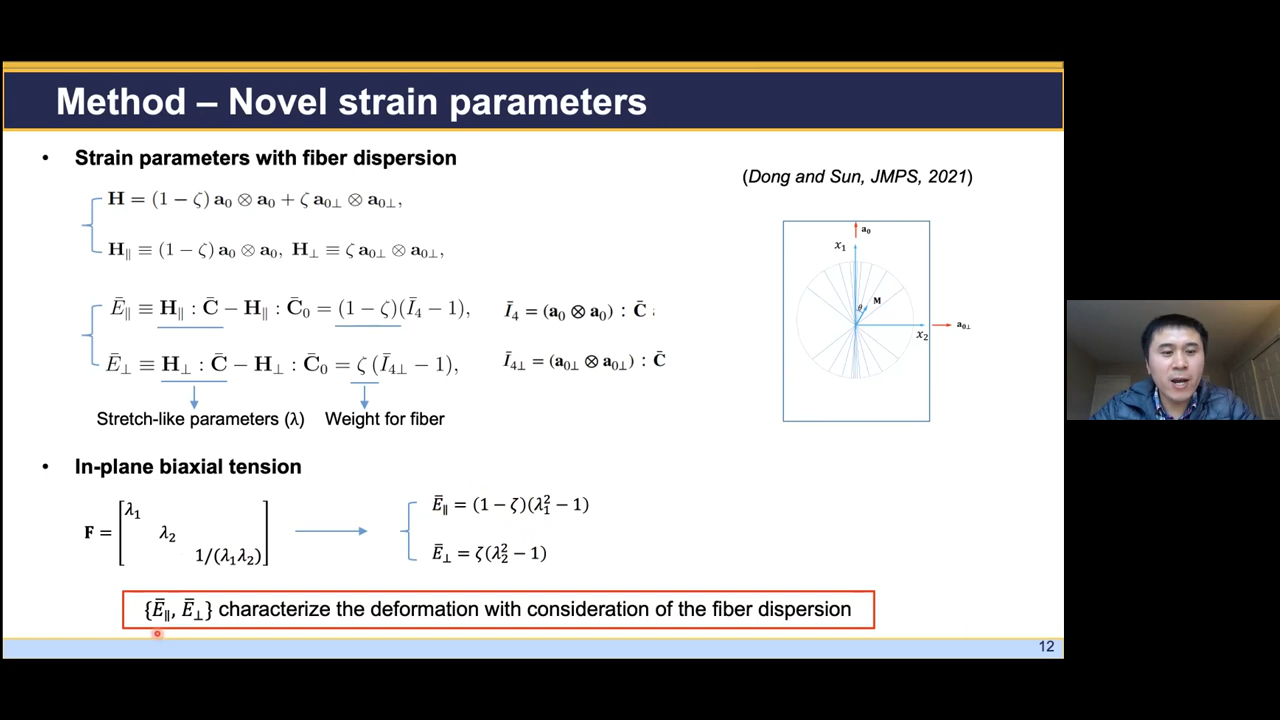 Method – Novel strain parameters
• Strain parameters with fiber dispersion
(Dong and Sun, JMPS, 2021)
H = (1 − ζ) a₀ ⊗ a₀ + ζ a₀⊥ ⊗ a₀⊥,
H∥ ≡ (1 − ζ) a₀ ⊗ a₀, H⊥ ≡ ζ a₀⊥ ⊗ a₀⊥,
Ē∥ ≡ H∥ : C̄ − H∥ : C̄₀ = (1 − ζ)(Ī₄ − 1), Ī₄ = (a₀ ⊗ a₀) : C̄
Ē⊥ ≡ H⊥ : C̄ − H⊥ : C̄₀ = ζ (Ī₄⊥ − 1), Ī₄⊥ = (a₀⊥ ⊗ a₀⊥) : C̄
Stretch-like parameters (λ) Weight for fiber
a₀
x₁
M
θ
a₀⊥
x₂
• In-plane biaxial tension
F = [λ₁
λ₂
1/(λ₁λ₂)]
Ē∥ = (1 − ζ)(λ₁² − 1)
Ē⊥ = ζ(λ₂² − 1)
{Ē∥, Ē⊥} characterize the deformation with consideration of the fiber dispersion
12